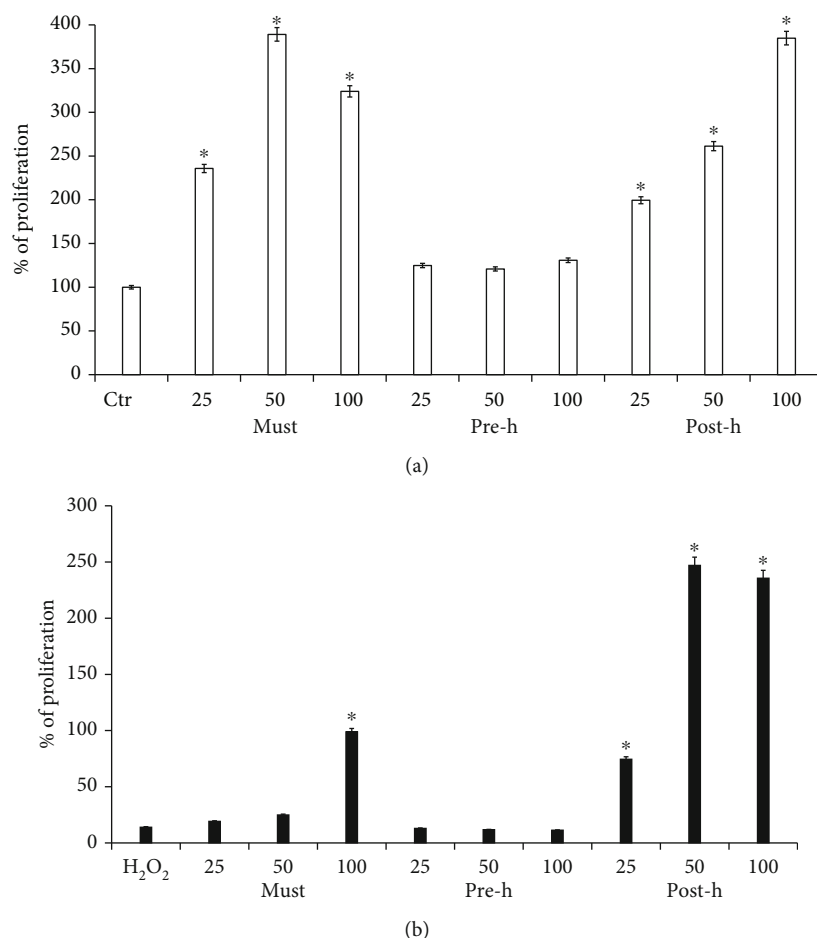 % of proliferation
400
350
300
250
200
150
100
50
0
* * * * * *
Ctr 25 50 100 25 50 100 25 50 100
Must Pre-h Post-h
(a)
% of proliferation
300
250
200
150
100
50
0
* * * *
H₂O₂ 25 50 100 25 50 100 25 50 100
Must Pre-h Post-h
(b)